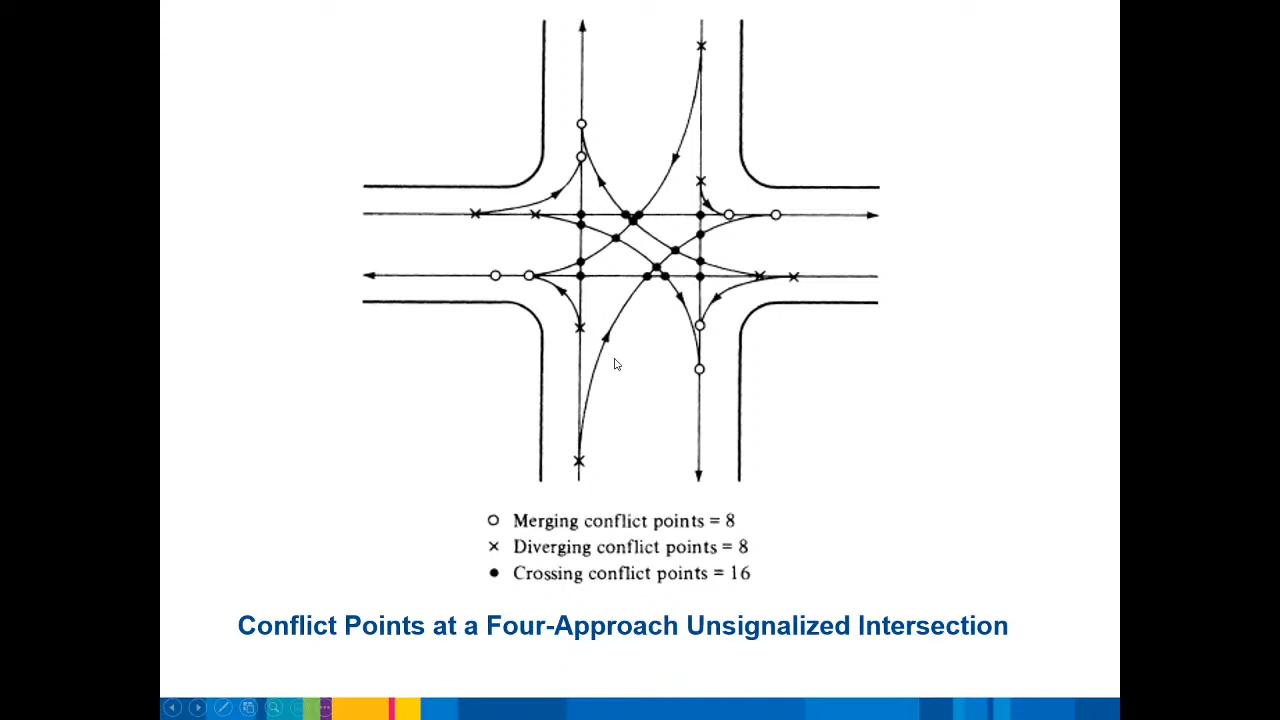 Merging conflict points = 8
Diverging conflict points = 8
Crossing conflict points = 16
Conflict Points at a Four-Approach Unsignalized Intersection